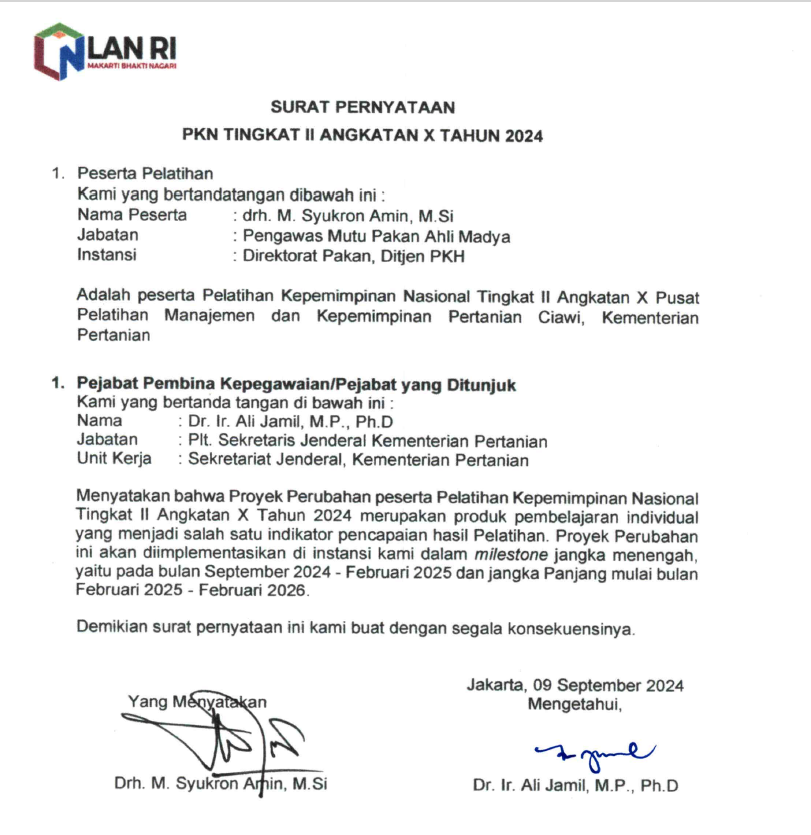 LAN RI
MAKARTI BHAKTI NAGARI
SURAT PERNYATAAN
PKN TINGKAT II ANGKATAN X TAHUN 2024
1. Peserta Pelatihan
Kami yang bertandatangan dibawah ini :
Nama Peserta : drh. M. Syukron Amin, M.Si
Jabatan : Pengawas Mutu Pakan Ahli Madya
Instansi : Direktorat Pakan, Ditjen PKH
Adalah peserta Pelatihan Kepemimpinan Nasional Tingkat II Angkatan X Pusat
Pelatihan Manajemen dan Kepemimpinan Pertanian Ciawi, Kementerian
Pertanian
1. Pejabat Pembina Kepegawaian/Pejabat yang Ditunjuk
Kami yang bertanda tangan di bawah ini :
Nama : Dr. Ir. Ali Jamil, M.P., Ph.D
Jabatan : Plt. Sekretaris Jenderal Kementerian Pertanian
Unit Kerja : Sekretariat Jenderal, Kementerian Pertanian
Menyatakan bahwa Proyek Perubahan peserta Pelatihan Kepemimpinan Nasional
Tingkat II Angkatan X Tahun 2024 merupakan produk pembelajaran individual
yang menjadi salah satu indikator pencapaian hasil Pelatihan. Proyek Perubahan
ini akan diimplementasikan di instansi kami dalam milestone jangka menengah,
yaitu pada bulan September 2024 - Februari 2025 dan jangka Panjang mulai bulan
Februari 2025 - Februari 2026.
Demikian surat pernyataan ini kami buat dengan segala konsekuensinya.
Jakarta, 09 September 2024
Yang Menyatakan
Mengetahui,
Drh. M. Syukron Amin, M.Si
Dr. Ir. Ali Jamil, M.P., Ph.D